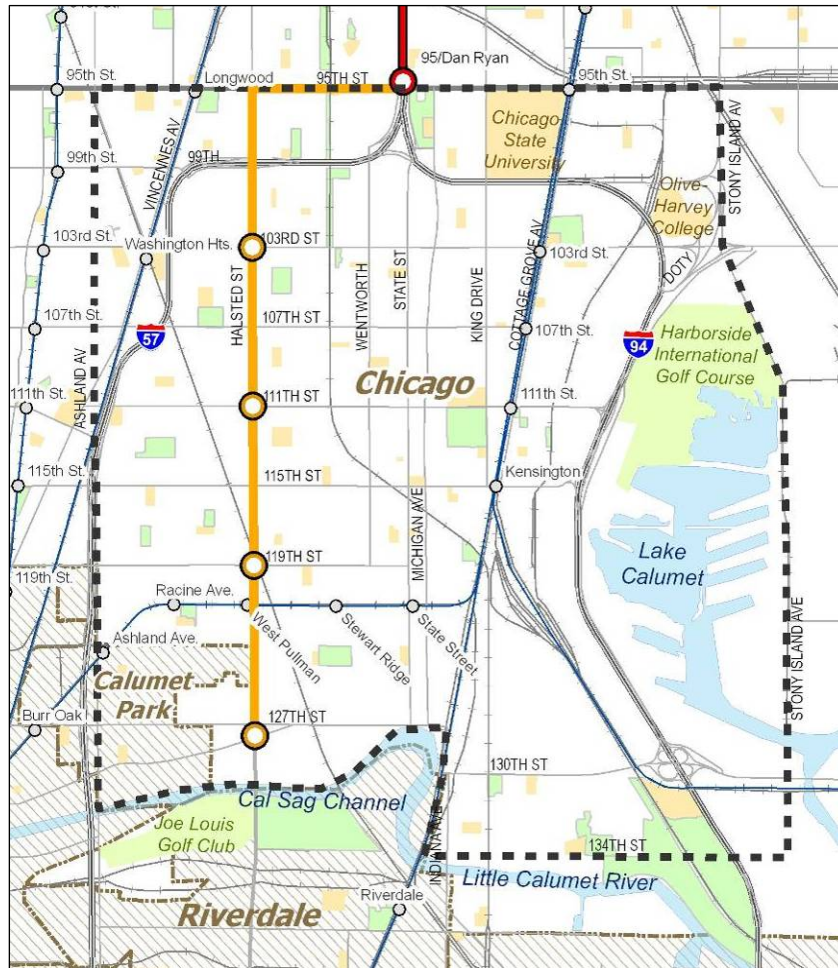 95/Dan Ryan
95th St.
Longwood
95TH ST
95th St.
Chicago
State
University
99th St.
99TH
VINCENNES AV
STONY ISLAND AV
Olive-
Harvey
College
103rd St.
Washington Hts.
103RD ST
103rd St.
DOTY
HALSTED ST
WENTWORTH
STATE ST
KING DRIVE
COTTAGE GROVE AV
107th St.
57
107TH ST
107th St.
94
Harborside
International
Golf Course
ASHLAND AV
Chicago
111th St.
111TH ST
111th St.
115th St.
115TH ST
Kensington
MICHIGAN AVE
119th St.
119TH ST
Lake
Calumet
Racine Ave.
Ashland Ave.
West Pullman
Stewart Ridge
State Street
STONY ISLAND AVE
Calumet
Park
Burr Oak
127TH ST
130TH ST
Cal Sag Channel
Joe Louis
Golf Club
INDIANA AVE
134TH ST
Little Calumet River
Riverdale
Riverdale